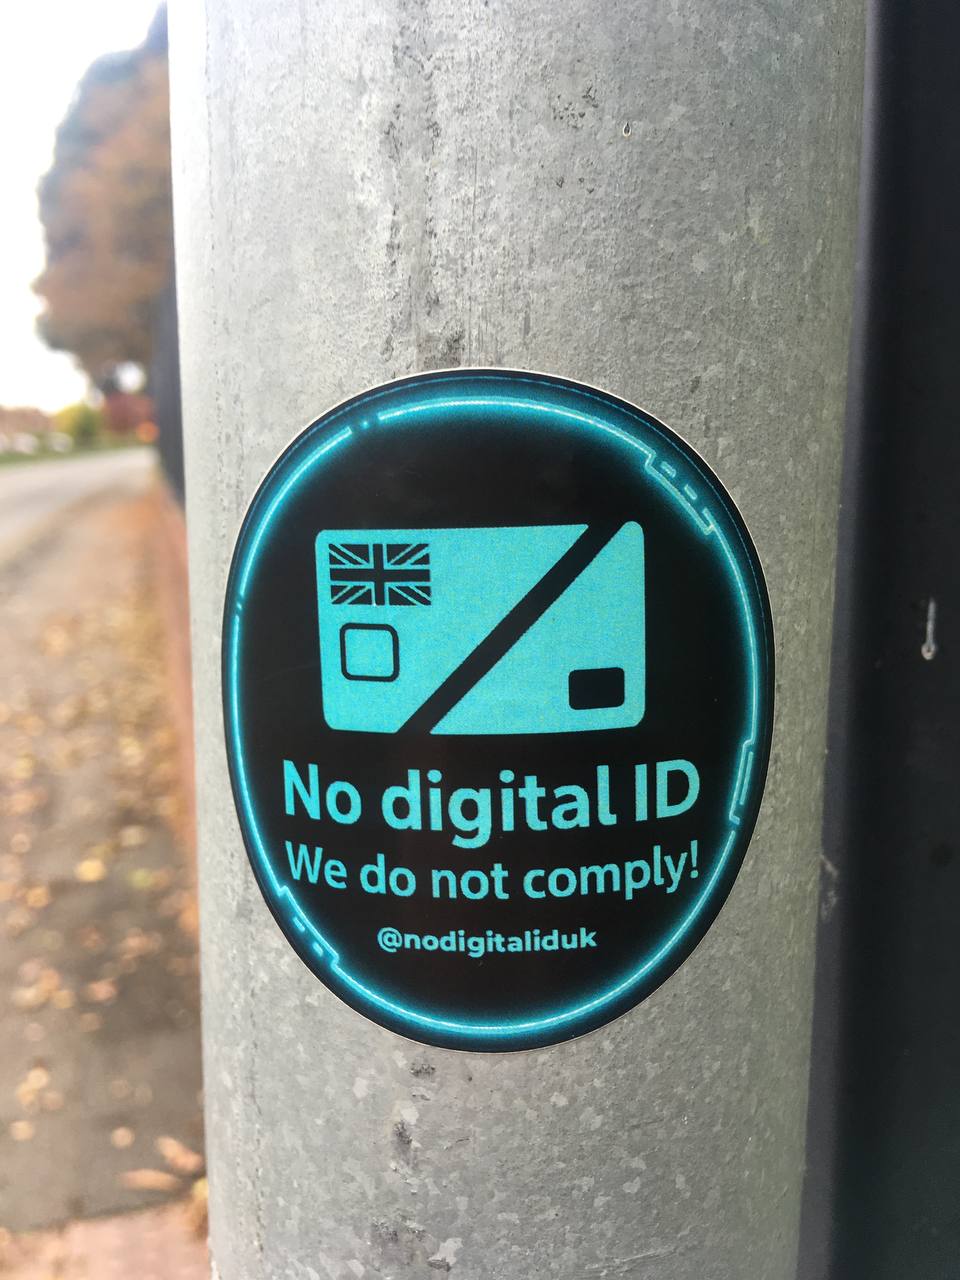 No digital ID
We do not comply!
@nodigitaliduk